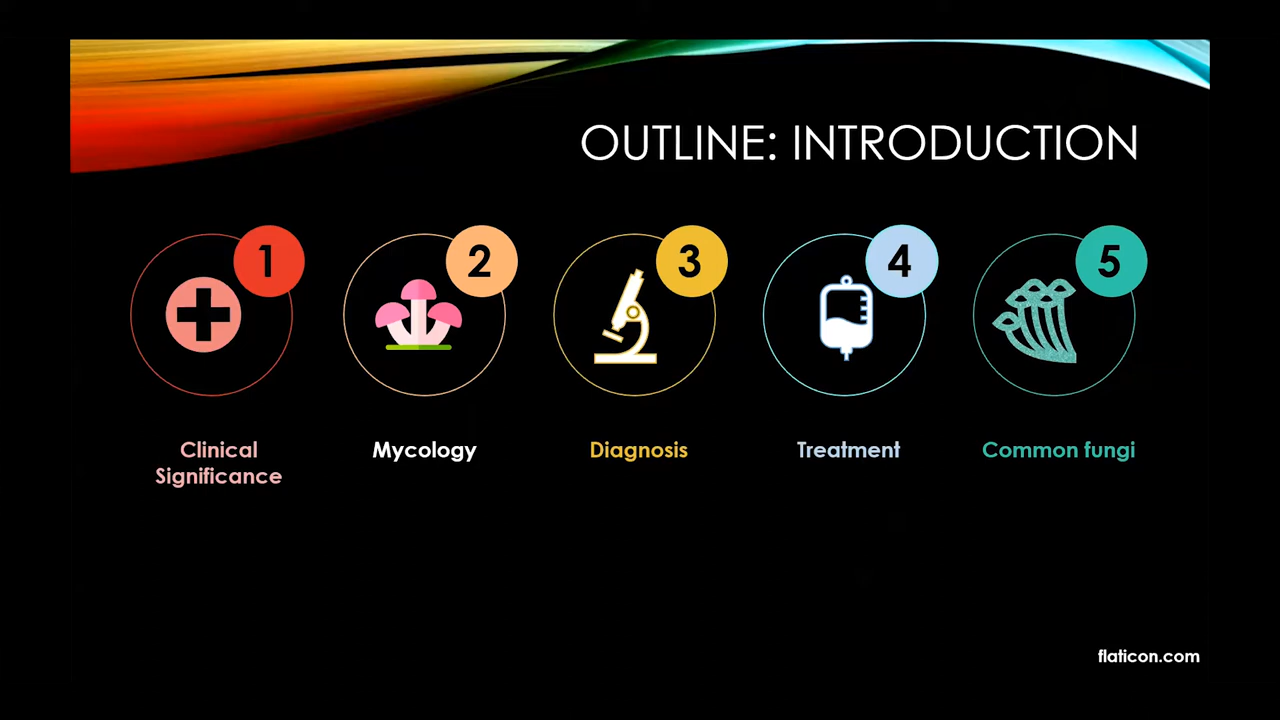 OUTLINE: INTRODUCTION
1
2
3
4
5
Clinical
Significance
Mycology
Diagnosis
Treatment
Common fungi
flaticon.com